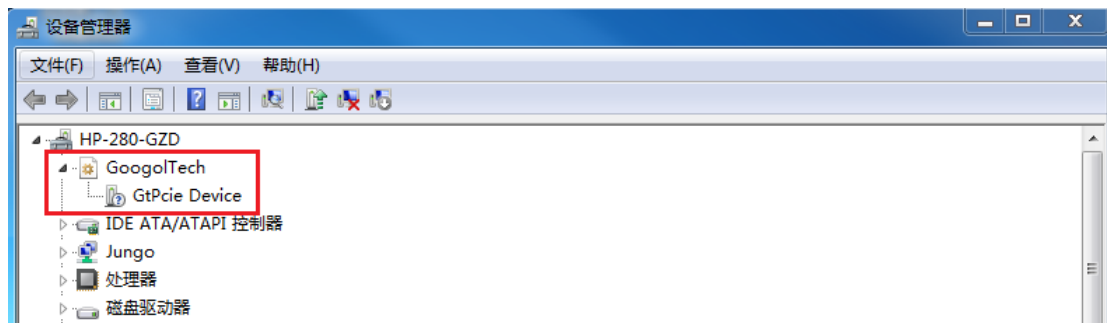 设备管理器
文件(F) 操作(A) 查看(V) 帮助(H)
HP-280-GZD
GoogolTech
GtPcie Device
IDE ATA/ATAPI 控制器
Jungo
处理器
磁盘驱动器